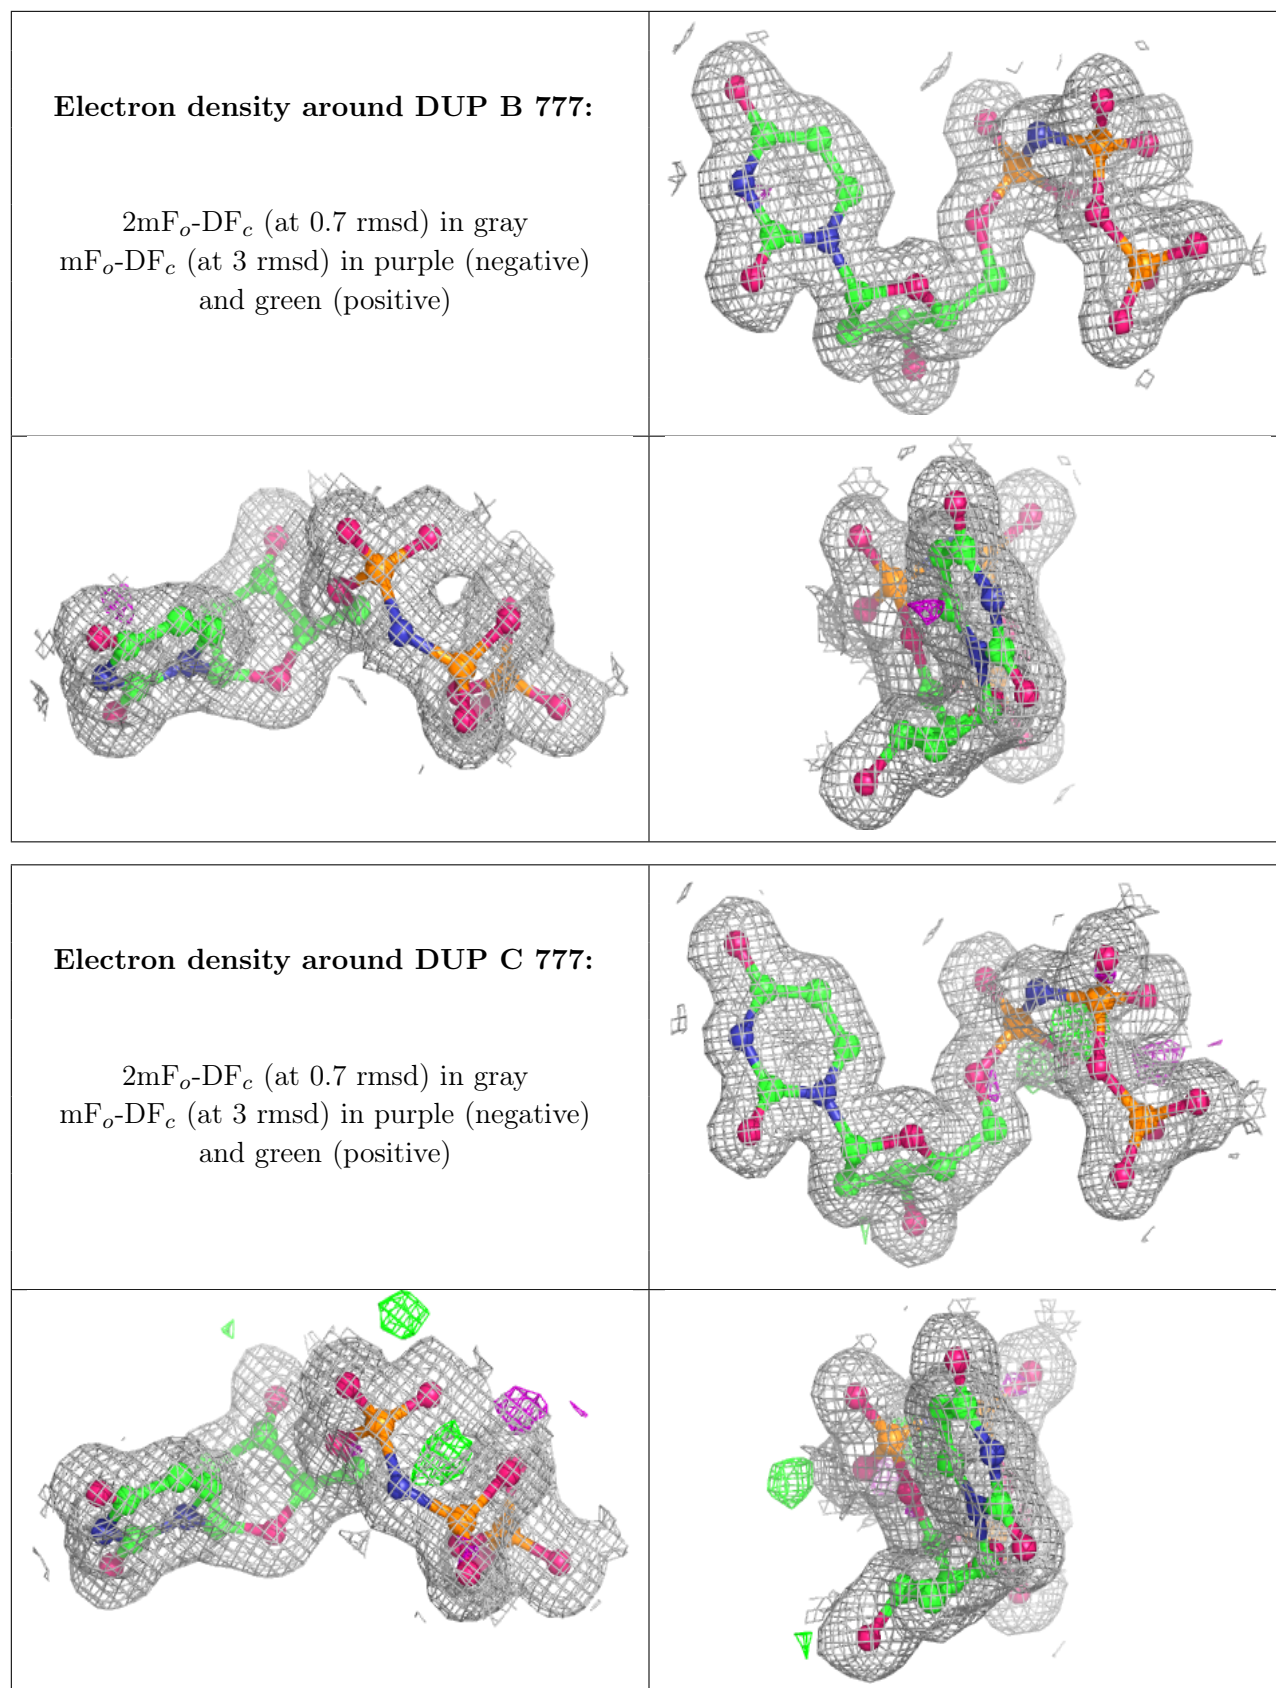 Electron density around DUP B 777:
2mFo-DFc (at 0.7 rmsd) in gray
mFo-DFc (at 3 rmsd) in purple (negative)
and green (positive)
Electron density around DUP C 777:
2mFo-DFc (at 0.7 rmsd) in gray
mFo-DFc (at 3 rmsd) in purple (negative)
and green (positive)